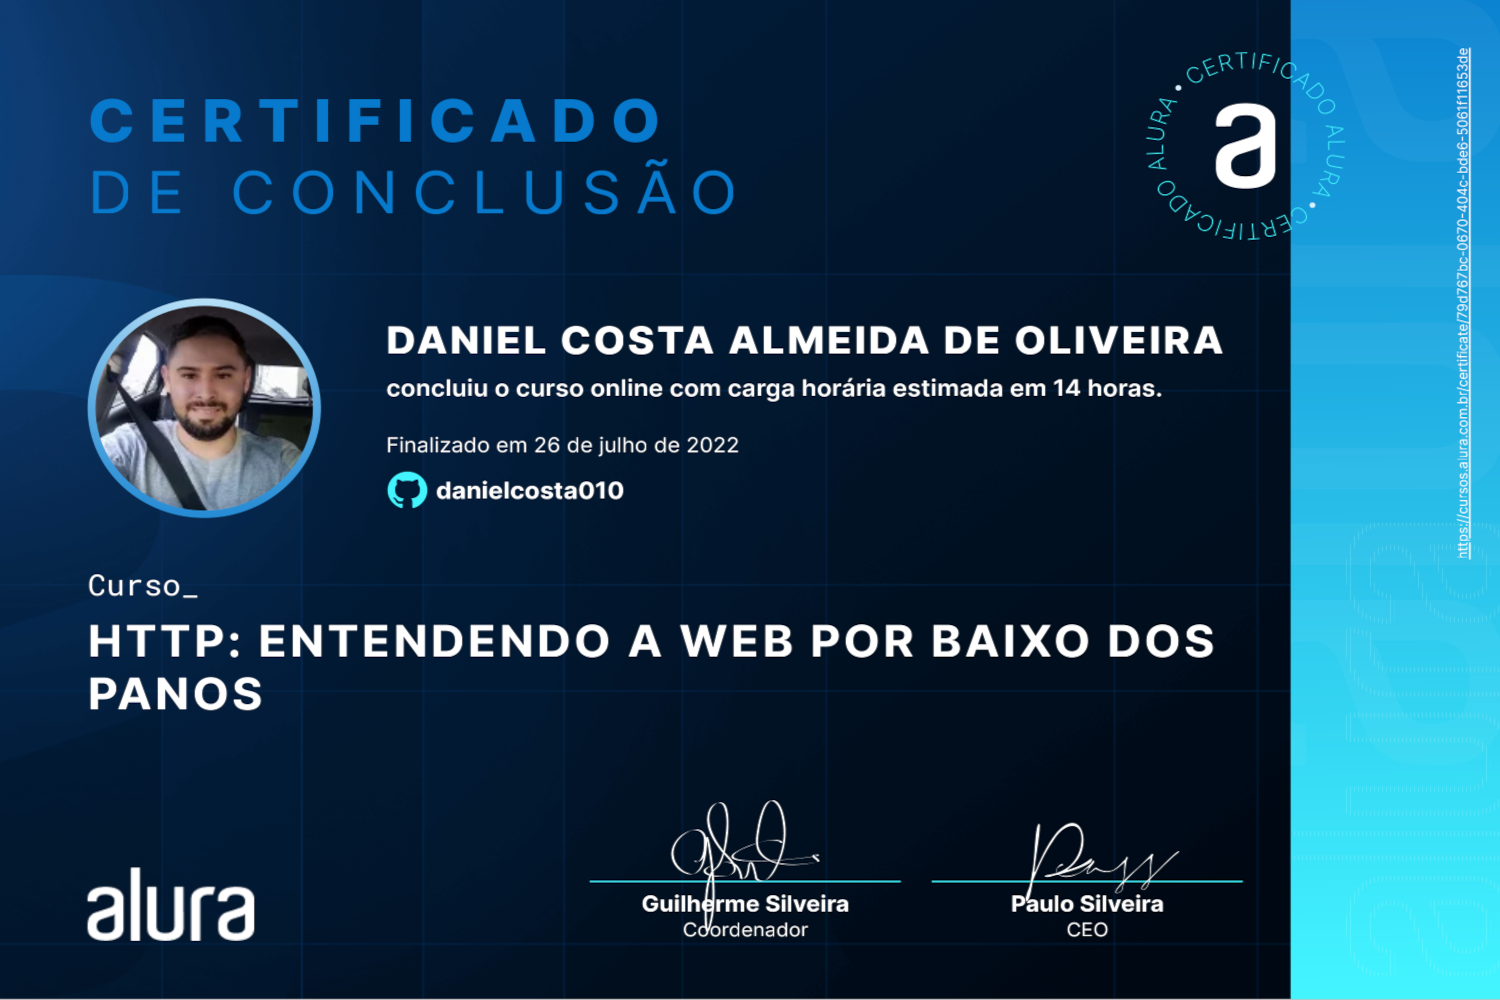 CERTIFICADO
DE CONCLUSÃO
CERTIFICADO ALURA • CERTIFICADO ALURA •
a
DANIEL COSTA ALMEIDA DE OLIVEIRA
concluiu o curso online com carga horária estimada em 14 horas.
Finalizado em 26 de julho de 2022
danielcosta010
Curso_
HTTP: ENTENDENDO A WEB POR BAIXO DOS
PANOS
alura
Guilherme Silveira
Coordenador
Paulo Silveira
CEO
https://cursos.alura.com.br/certificate/79d767bc-0670-404c-bde6-5061f11653de
alura